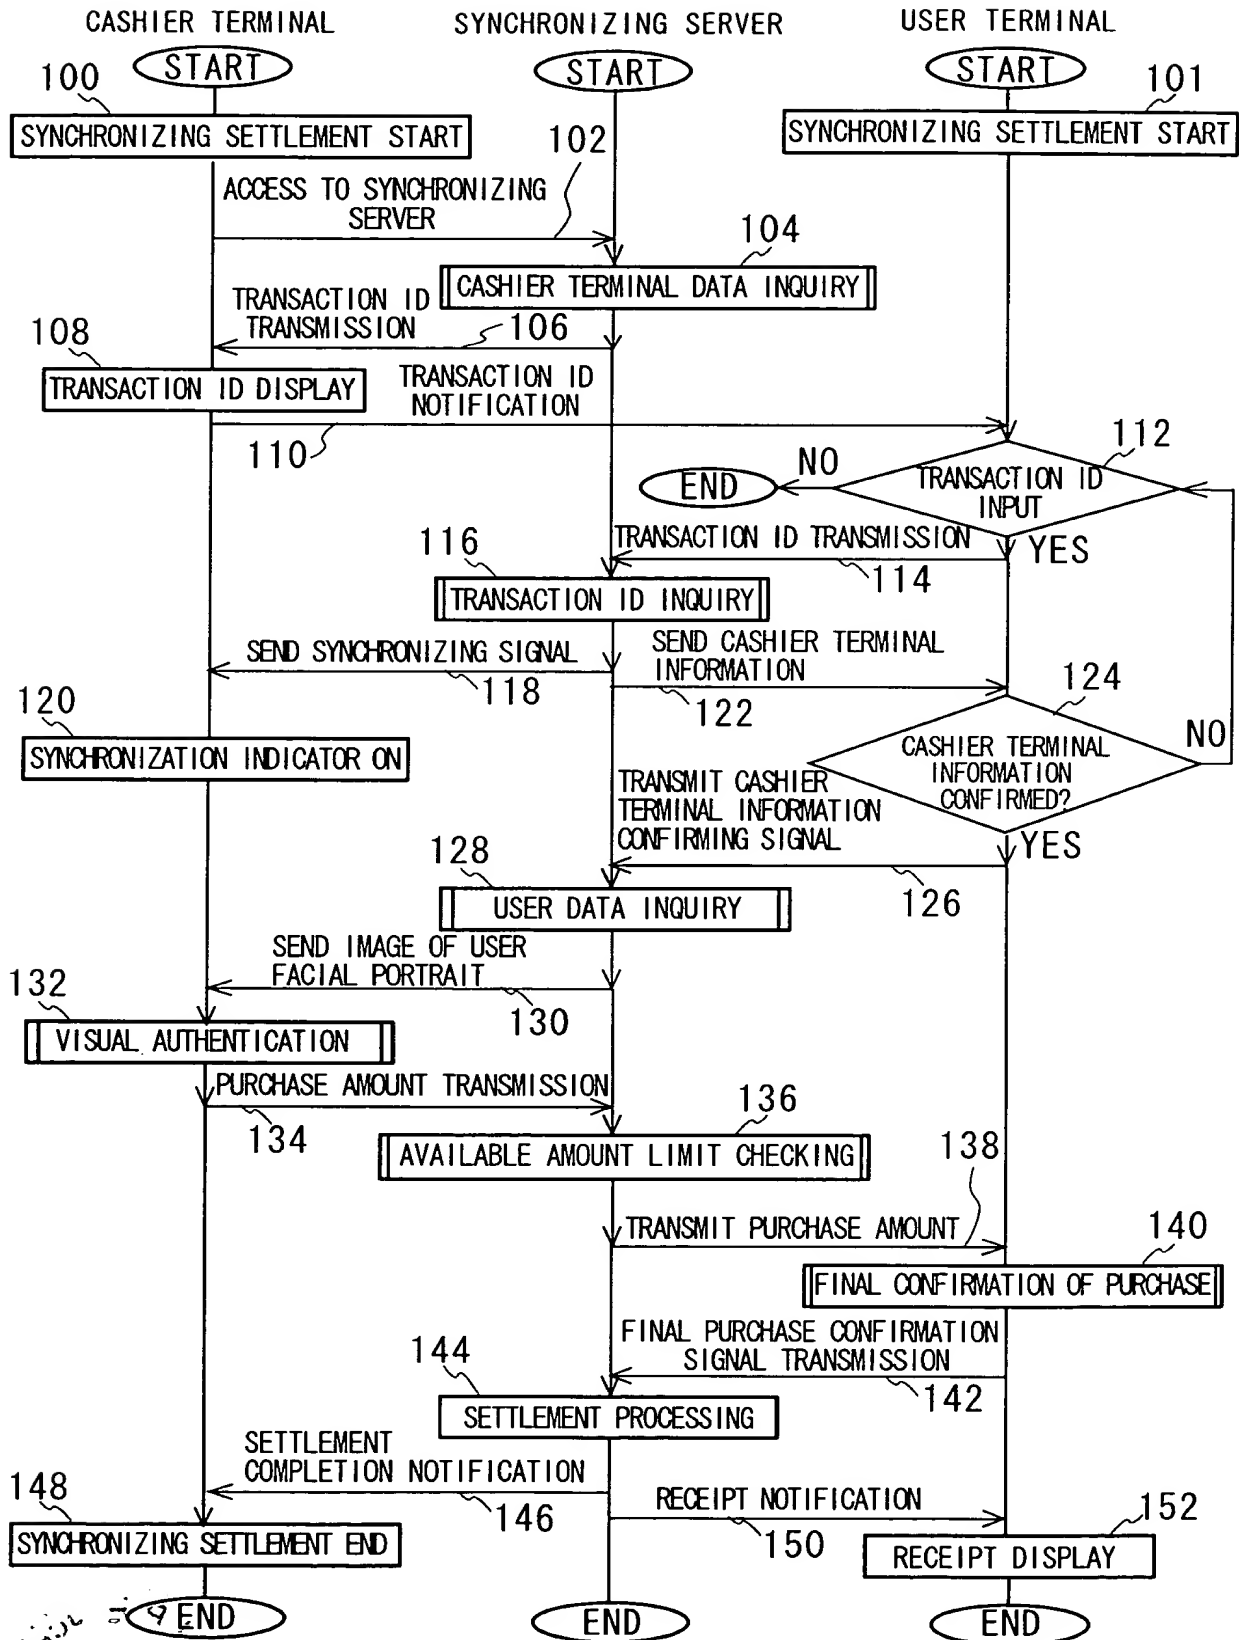 CASHIER TERMINAL
SYNCHRONIZING SERVER
USER TERMINAL
START
START
START
100
101
SYNCHRONIZING SETTLEMENT START
SYNCHRONIZING SETTLEMENT START
102
ACCESS TO SYNCHRONIZING
SERVER
104
CASHIER TERMINAL DATA INQUIRY
TRANSACTION ID
TRANSMISSION
106
108
TRANSACTION ID DISPLAY
TRANSACTION ID
NOTIFICATION
110
112
NO
END
TRANSACTION ID
INPUT
YES
TRANSACTION ID TRANSMISSION
114
116
TRANSACTION ID INQUIRY
SEND SYNCHRONIZING SIGNAL
118
SEND CASHIER TERMINAL
INFORMATION
122
124
120
SYNCHRONIZATION INDICATOR ON
CASHIER TERMINAL
INFORMATION
CONFIRMED?
NO
YES
TRANSMIT CASHIER
TERMINAL INFORMATION
CONFIRMING SIGNAL
126
128
USER DATA INQUIRY
SEND IMAGE OF USER
FACIAL PORTRAIT
130
132
VISUAL AUTHENTICATION
PURCHASE AMOUNT TRANSMISSION
134
136
AVAILABLE AMOUNT LIMIT CHECKING
138
TRANSMIT PURCHASE AMOUNT
140
FINAL CONFIRMATION OF PURCHASE
FINAL PURCHASE CONFIRMATION
SIGNAL TRANSMISSION
142
144
SETTLEMENT PROCESSING
SETTLEMENT
COMPLETION NOTIFICATION
146
148
SYNCHRONIZING SETTLEMENT END
RECEIPT NOTIFICATION
150
152
RECEIPT DISPLAY
END
END
END